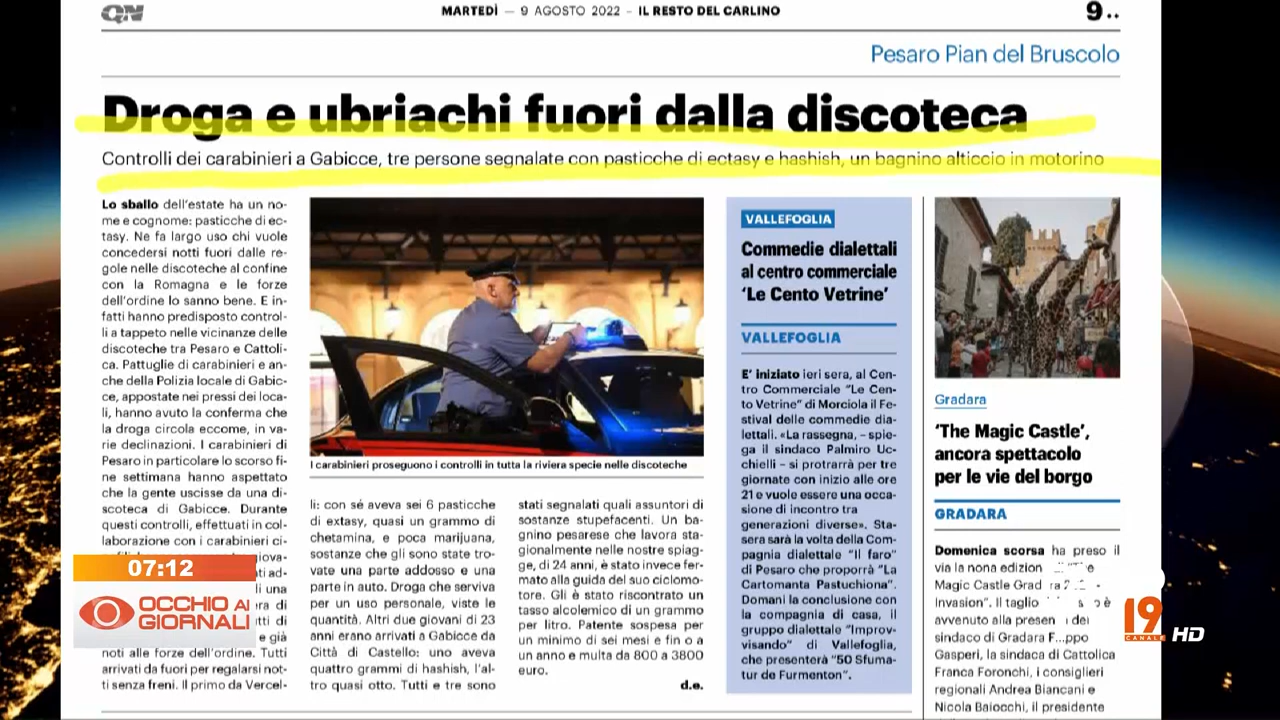 QN
MARTEDÌ — 9 AGOSTO 2022 – IL RESTO DEL CARLINO
9 ..
Pesaro Pian del Bruscolo
Droga e ubriachi fuori dalla discoteca
Controlli dei carabinieri a Gabicce, tre persone segnalate con pasticche di ectasy e hashish, un bagnino alticcio in motorino
Lo sballo dell'estate ha un no-
me e cognome: pasticche di ec-
tasy. Ne fa largo uso chi vuole
concedersi notti fuori dalle re-
gole nelle discoteche al confine
con la Romagna e le forze
dell'ordine lo sanno bene. E in-
fatti hanno predisposto control-
li a tappeto nelle vicinanze delle
discoteche tra Pesaro e Cattoli-
ca. Pattuglie di carabinieri e an-
che della Polizia locale di Gabic-
ce, appostate nei pressi dei loca-
li, hanno avuto la conferma che
la droga circola eccome, in va-
rie declinazioni. I carabinieri di
Pesaro in particolare lo scorso fi-
ne settimana hanno aspettato
che la gente uscisse da una di-
scoteca di Gabicce. Durante
questi controlli, effettuati in col-
laborazione con i carabinieri ci-
noti alle forze dell'ordine. Tutti
arrivati da fuori per regalarsi not-
ti senza freni. Il primo da Vercel-
I carabinieri proseguono i controlli in tutta la riviera specie nelle discoteche
li: con sé aveva sei 6 pasticche
di extasy, quasi un grammo di
chetamina, e poca marijuana,
sostanze che gli sono state tro-
vate una parte addosso e una
parte in auto. Droga che serviva
per un uso personale, viste le
quantità. Altri due giovani di 23
anni erano arrivati a Gabicce da
Città di Castello: uno aveva
quattro grammi di hashish, l'al-
tro quasi otto. Tutti e tre sono
stati segnalati quali assuntori di
sostanze stupefacenti. Un ba-
gnino pesarese che lavora sta-
gionalmente nelle nostre spiag-
ge, di 24 anni, è stato invece fer-
mato alla guida del suo ciclomo-
tore. Gli è stato riscontrato un
tasso alcolemico di un grammo
per litro. Patente sospesa per
un minimo di sei mesi e fin o a
un anno e multa da 800 a 3800
euro.
d.e.
VALLEFOGLIA
Commedie dialettali
al centro commerciale
'Le Cento Vetrine'
VALLEFOGLIA
E' iniziato ieri sera, al Cen-
tro Commerciale "Le Cen-
to Vetrine" di Morciola il Fe-
stival delle commedie dia-
lettali. «La rassegna, – spie-
ga il sindaco Palmiro Uc-
chielli – si protrarrà per tre
giornate con inizio alle ore
21 e vuole essere una occa-
sione di incontro tra
generazioni diverse». Sta-
sera sarà la volta della Com-
pagnia dialettale "Il faro"
di Pesaro che proporrà "La
Cartomanta Pastuchiona".
Domani la conclusione con
la compagnia di casa, il
gruppo dialettale "Improv-
visando" di Vallefoglia,
che presenterà "50 Sfuma-
tur de Furmenton".
Gradara
'The Magic Castle',
ancora spettacolo
per le vie del borgo
GRADARA
Domenica scorsa ha preso il
via la nona edizion
Magic Castle Grad ra
Invasion". Il taglio
avvenuto alla presen dei
sindaco di Gradara F...ppo
Gasperi, la sindaca di Cattolica
Franca Foronchi, i consiglieri
regionali Andrea Biancani e
Nicola Baiocchi, il presidente
07:12
OCCHIO AI
GIORNALI
19
CANALE HD